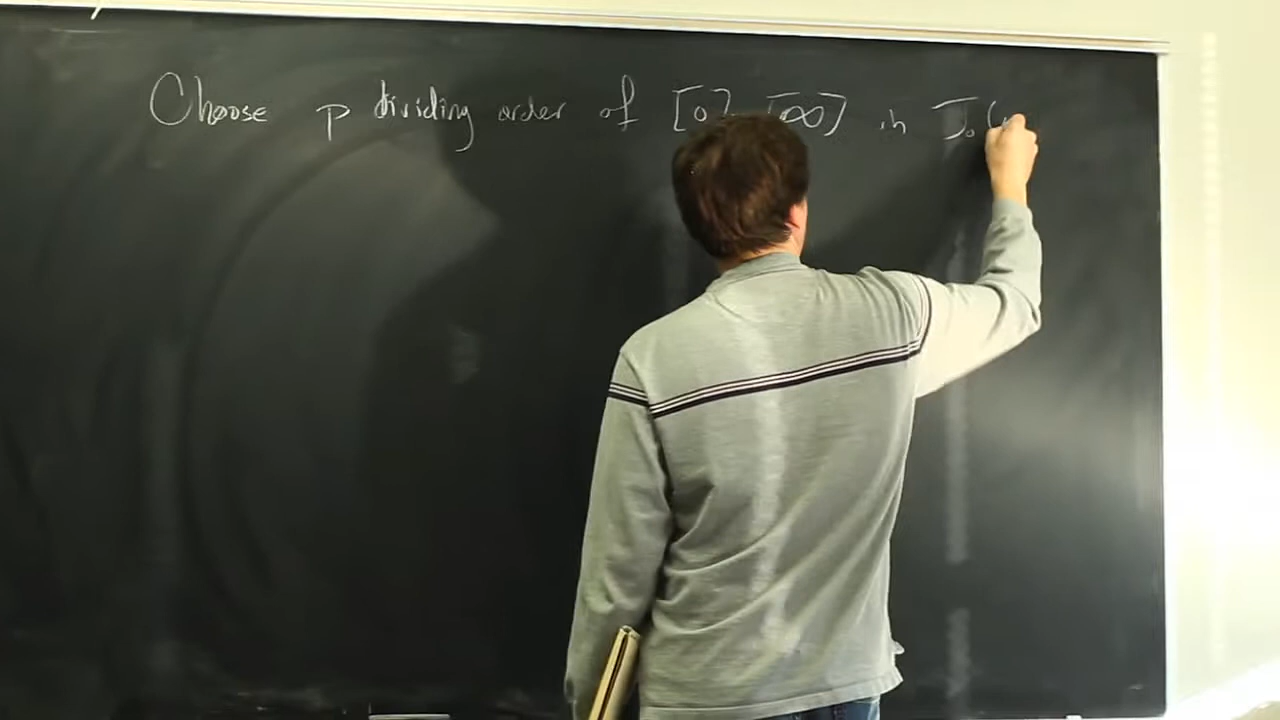 Choose p dividing order of [0] - [∞] in J₀(